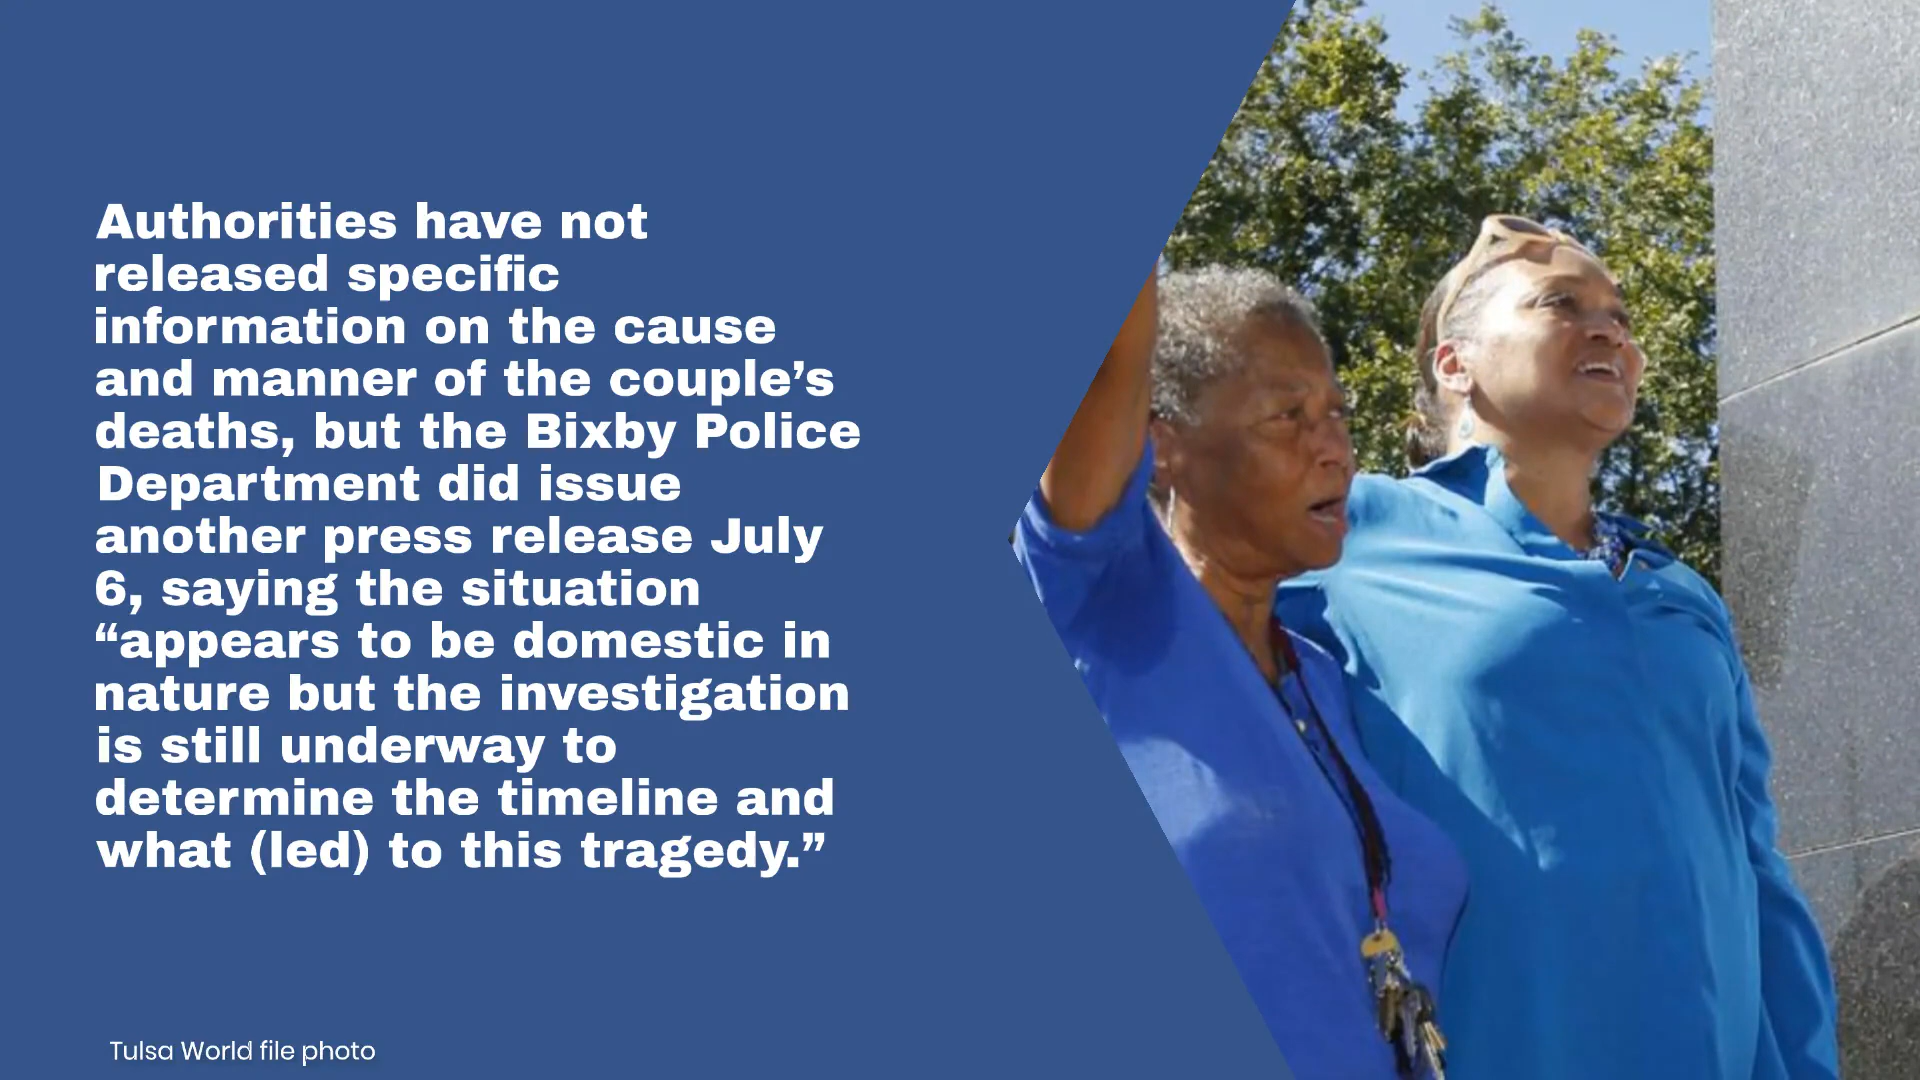 Authorities have not
released specific
information on the cause
and manner of the couple’s
deaths, but the Bixby Police
Department did issue
another press release July
6, saying the situation
“appears to be domestic in
nature but the investigation
is still underway to
determine the timeline and
what (led) to this tragedy.”
Tulsa World file photo